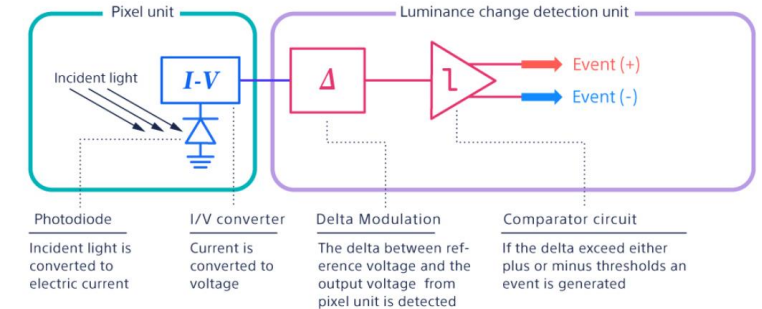 Pixel unit
Luminance change detection unit
Incident light
I-V
Δ
Event (+)
Event (-)
Photodiode
Incident light is
converted to
electric current
I/V converter
Current is
converted to
voltage
Delta Modulation
The delta between ref-
erence voltage and the
output voltage from
pixel unit is detected
Comparator circuit
If the delta exceed either
plus or minus thresholds an
event is generated